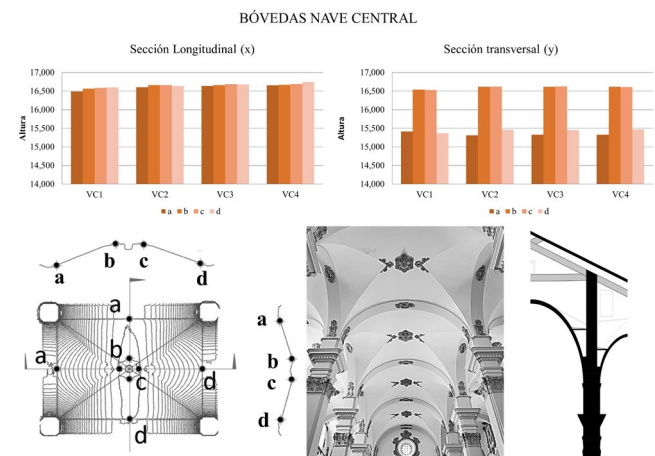 BÓVEDAS NAVE CENTRAL
Sección Longitudinal (x)
17,000
16,500
16,000
15,500
15,000
14,500
14,000
Altura
VC1 VC2 VC3 VC4
a b c d
Sección transversal (y)
17,000
16,500
16,000
15,500
15,000
14,500
14,000
Altura
VC1 VC2 VC3 VC4
a b c d
a b c d
a
a b c d
d
a
b
c
d